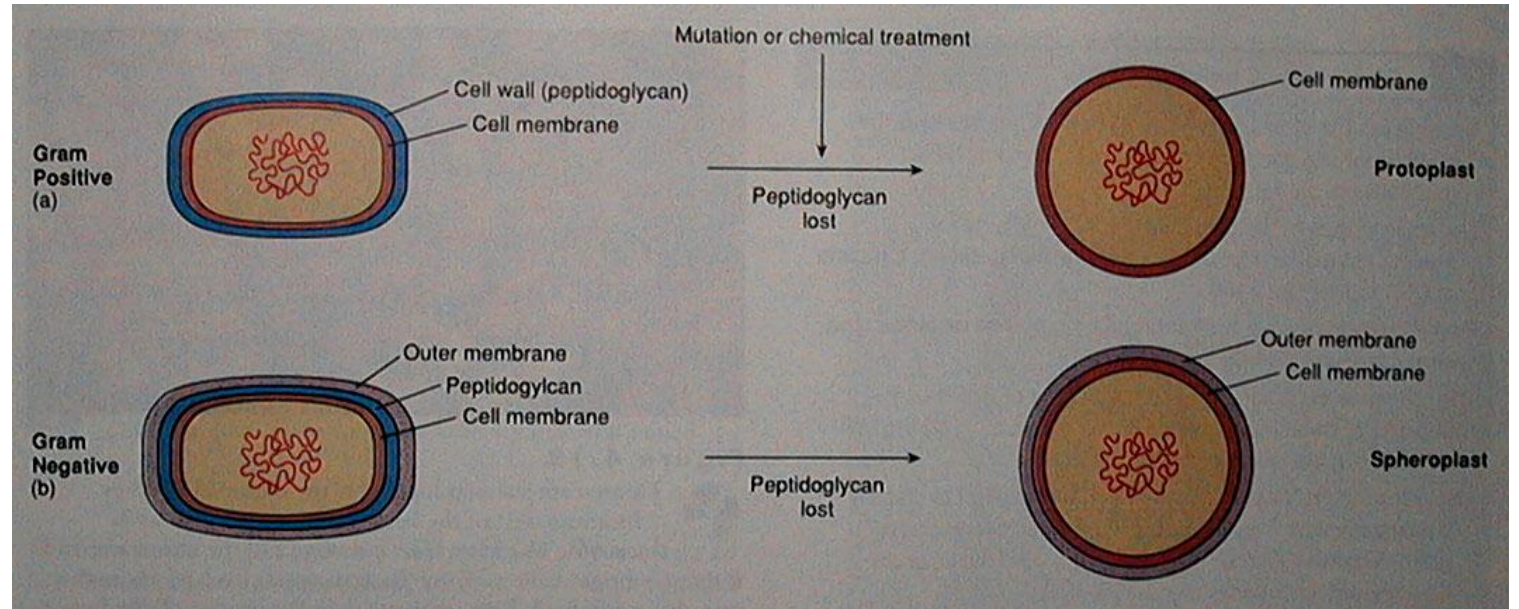 Mutation or chemical treatment
Cell wall (peptidoglycan)
Cell membrane
Gram
Positive
(a)
Peptidoglycan
lost
Cell membrane
Protoplast
Outer membrane
Peptidogylcan
Cell membrane
Gram
Negative
(b)
Peptidoglycan
lost
Outer membrane
Cell membrane
Spheroplast